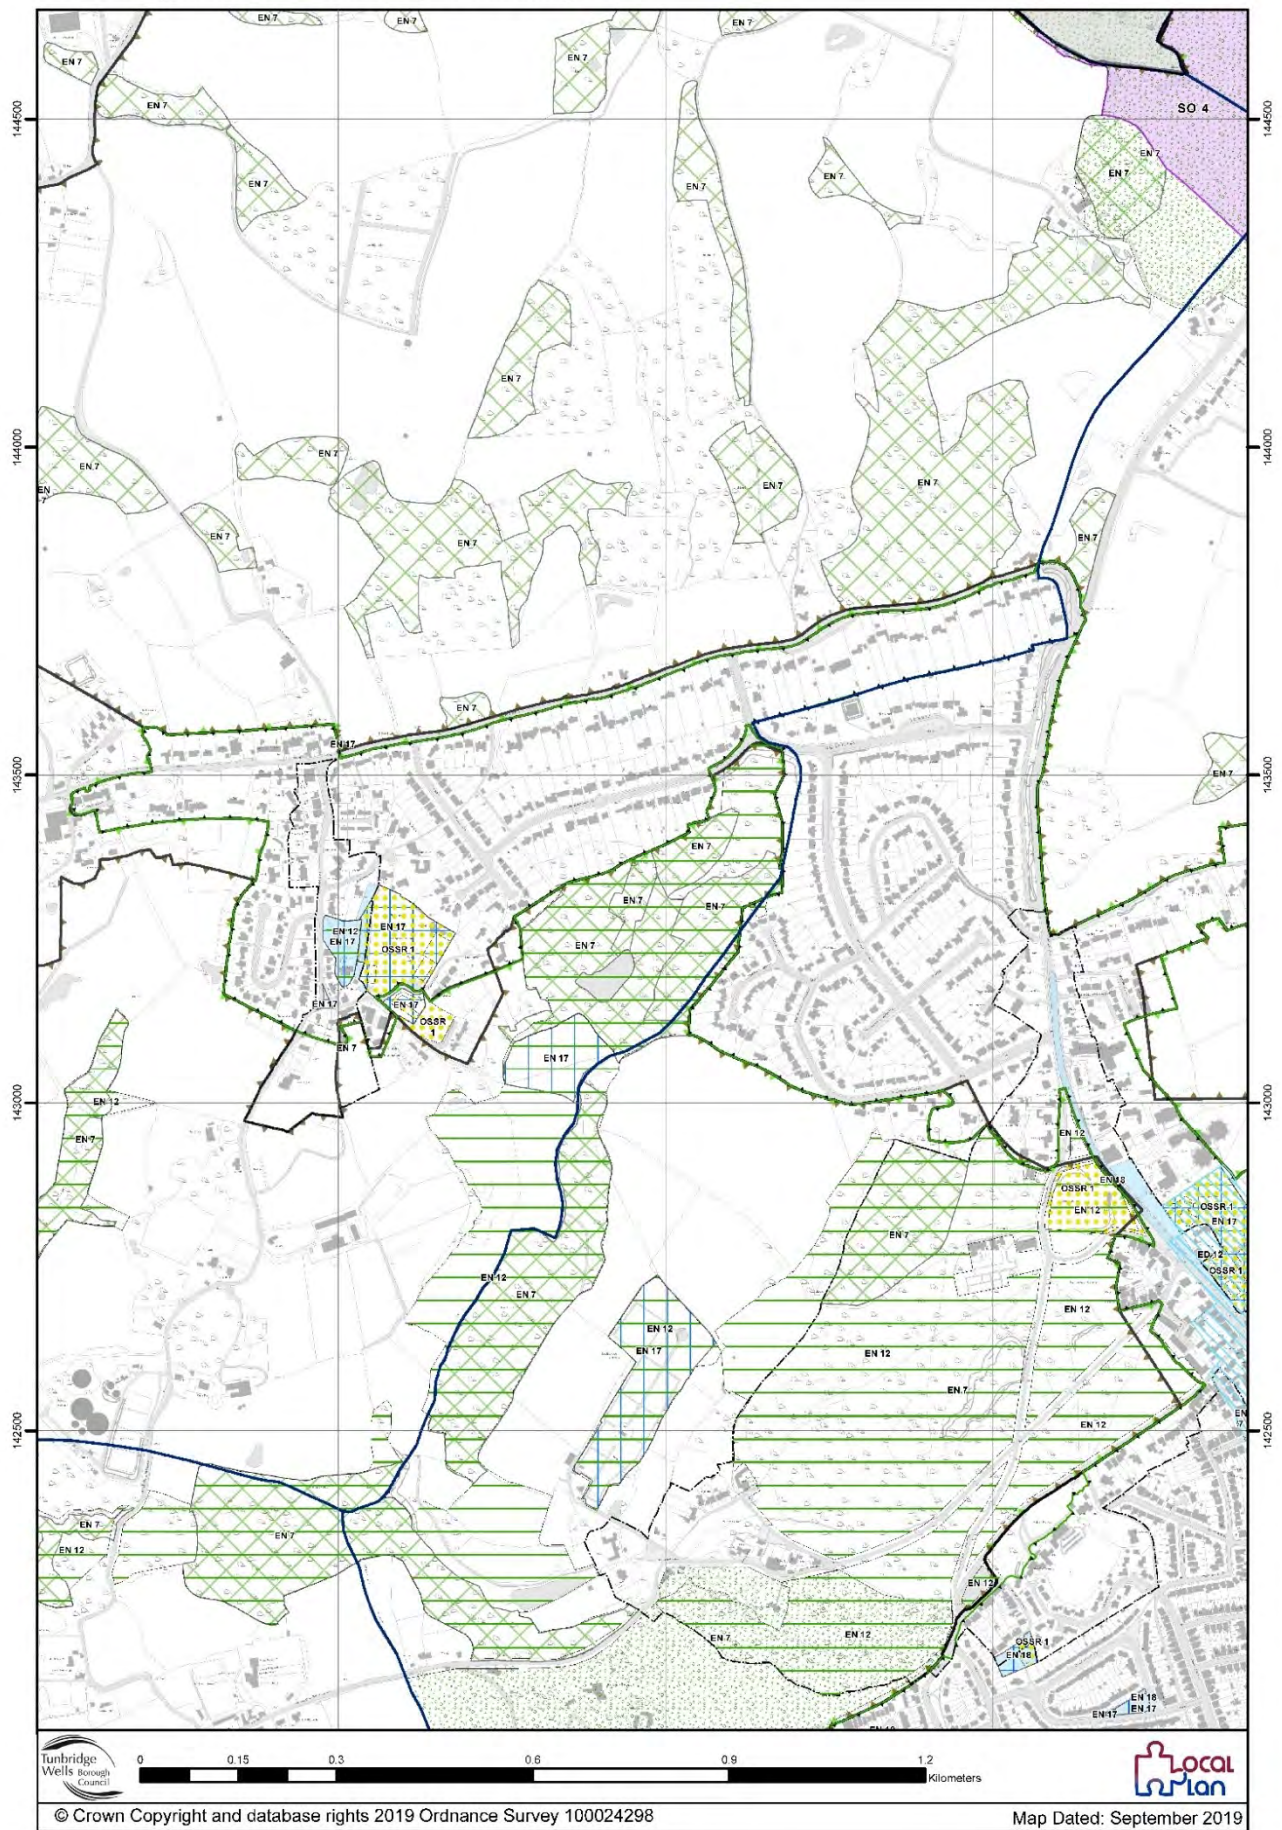 EN 7
EN 7
EN 7
EN 7
SO 4
144500
144500
EN 7
EN 7
EN 7
EN 7
EN 7
EN 7
EN 7
EN 7
144000
144000
EN 7
EN 7
EN 7
EN 7
EN
7
EN 7
EN 7
EN 7
EN 7
EN 7
EN 17
143500
143500
EN 7
EN 7
EN 7
EN 7
EN 7
EN 12
EN 17
EN 17
OSSR 1
EN 17
EN 17
OSSR
1
EN 7
EN 17
143000
143000
EN 12
EN 7
EN 12
EN 18
OSSR 1
EN 12
OSSR 1
EN 17
EN 7
ED 12
OSSR 1
EN 12
EN 7
EN 12
EN 12
EN 17
EN 12
EN 7
EN 12
EN
7
142500
142500
EN 7
EN 12
EN 7
EN 12
EN 7
EN 12
OSSR 1
EN 18
EN 18
EN 17
EN 17
Tunbridge
Wells Borough
Council
0 0.15 0.3 0.6 0.9 1.2
Kilometers
Local
Plan
© Crown Copyright and database rights 2019 Ordnance Survey 100024298
Map Dated: September 2019